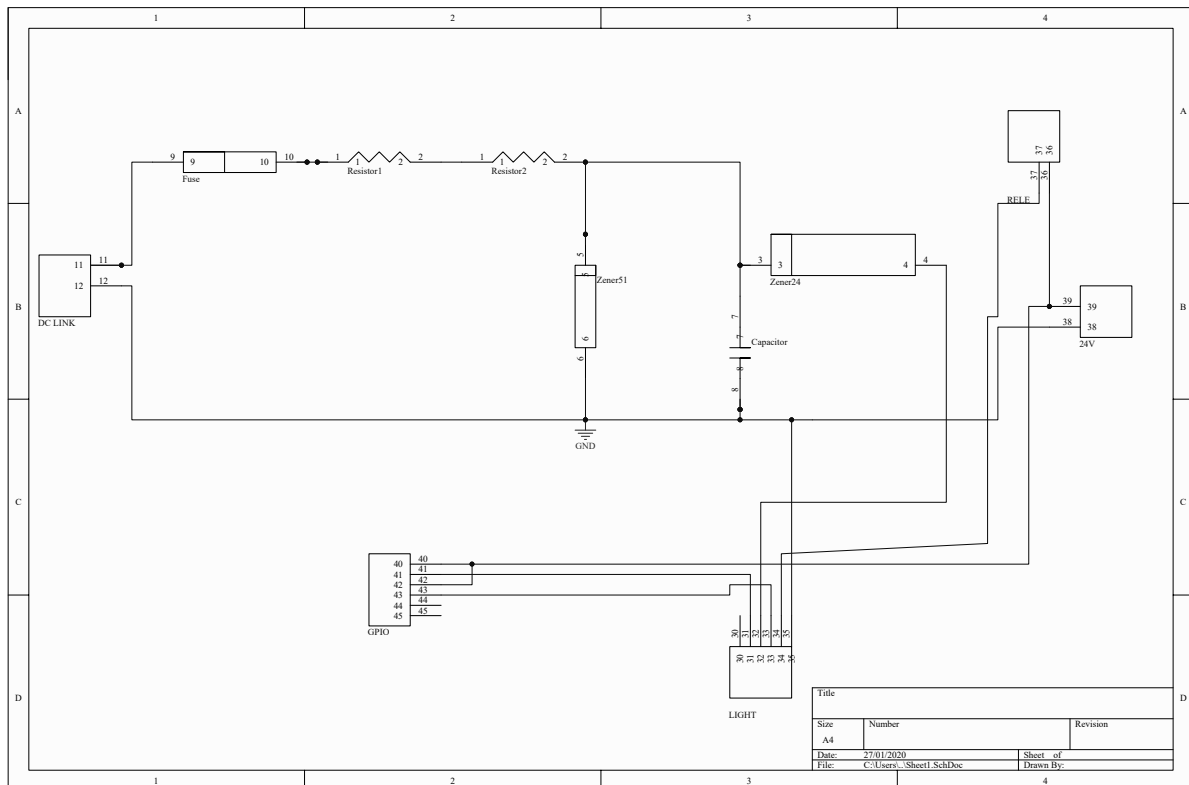 1 2 3 4
A A
37 36
37 36
RELE
9 9 10 10 1 1 2 2 1 1 2 2
Fuse Resistor1 Resistor2
B B
11 11
12 12
DC LINK
5
5 Zener51
6
6
3 3 4 4
Zener24
7
7 Capacitor
8
8
39 39
38 38
24V
GND
C C
40 40
41 41
42 42
43 43
44 44
45 45
GPIO
30 31 32 33 34 35
30 31 32 33 34 35
LIGHT
D D
Title
Size Number Revision
A4
Date: 27/01/2020 Sheet of
File: C:\Users\..\Sheet1.SchDoc Drawn By:
1 2 3 4